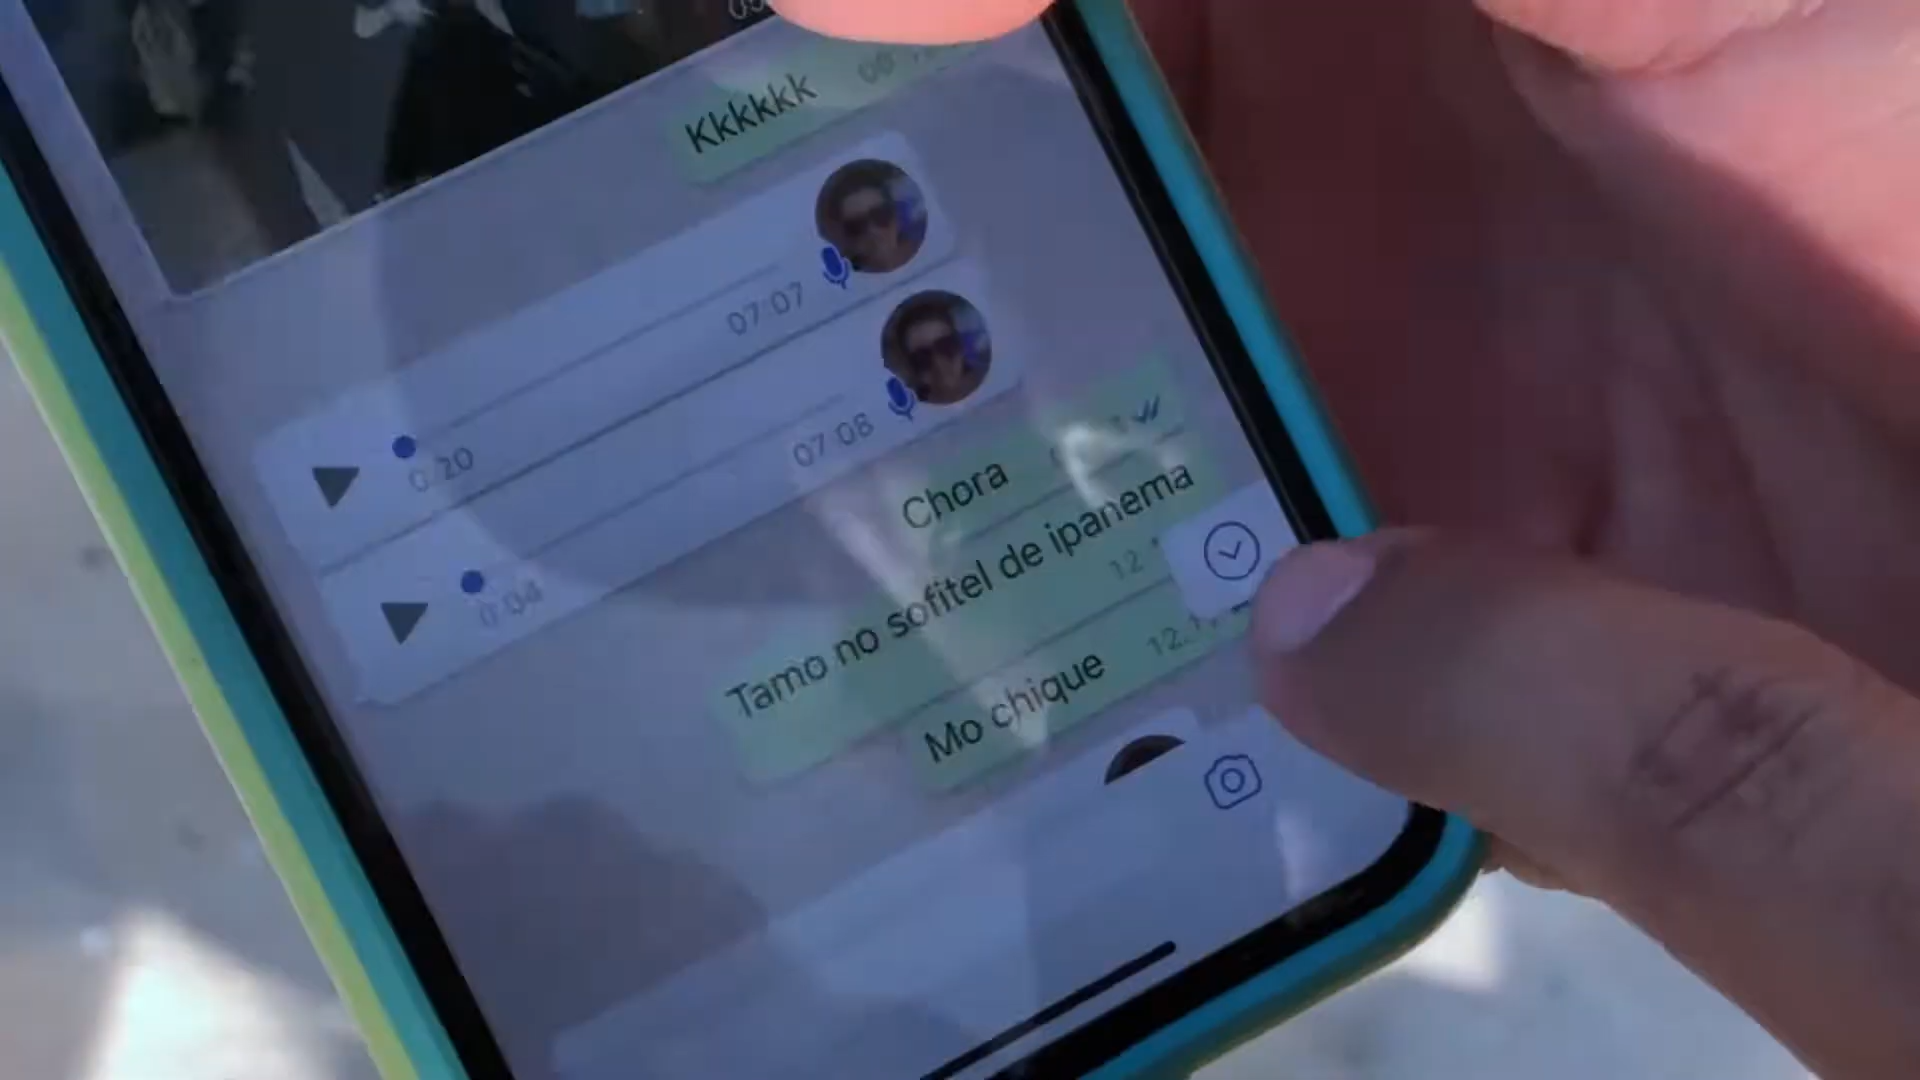 Kkkkkk
07:07
0:20
07:08
0:04
Chora
Tamo no sofitel de ipanema
Mo chique